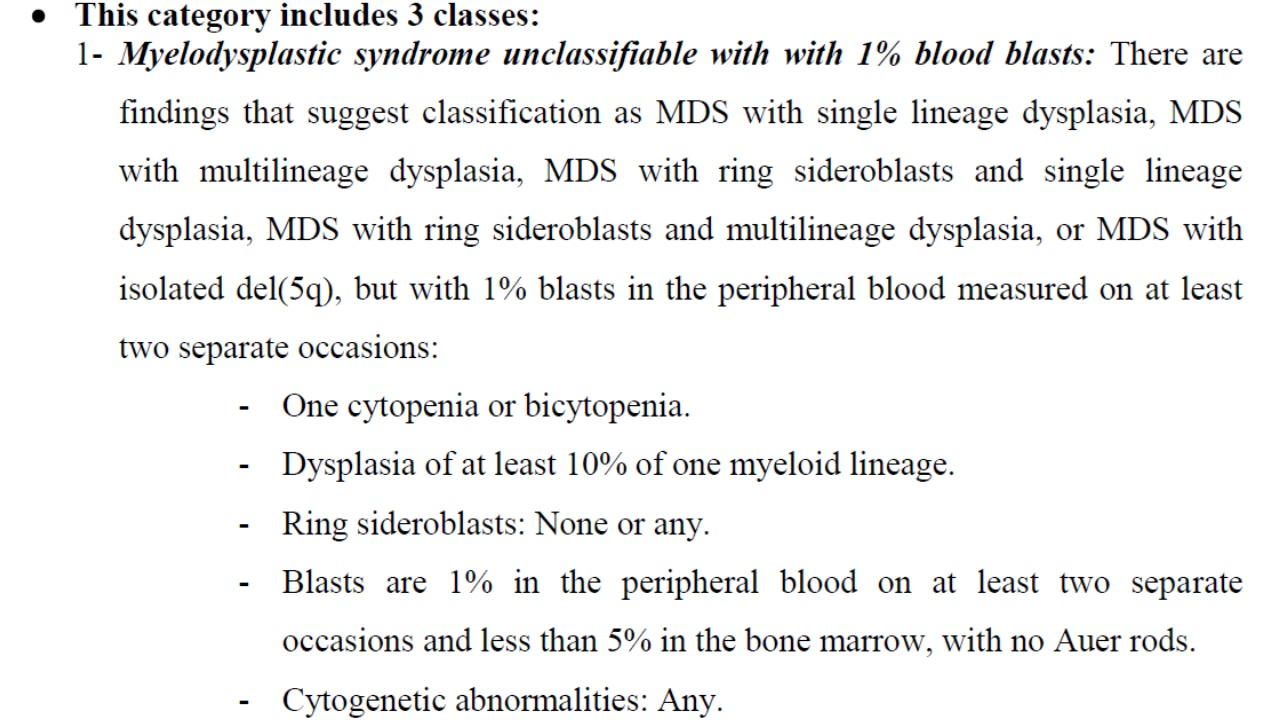 • This category includes 3 classes:
1- Myelodysplastic syndrome unclassifiable with with 1% blood blasts: There are
findings that suggest classification as MDS with single lineage dysplasia, MDS
with multilineage dysplasia, MDS with ring sideroblasts and single lineage
dysplasia, MDS with ring sideroblasts and multilineage dysplasia, or MDS with
isolated del(5q), but with 1% blasts in the peripheral blood measured on at least
two separate occasions:
- One cytopenia or bicytopenia.
- Dysplasia of at least 10% of one myeloid lineage.
- Ring sideroblasts: None or any.
- Blasts are 1% in the peripheral blood on at least two separate
occasions and less than 5% in the bone marrow, with no Auer rods.
- Cytogenetic abnormalities: Any.